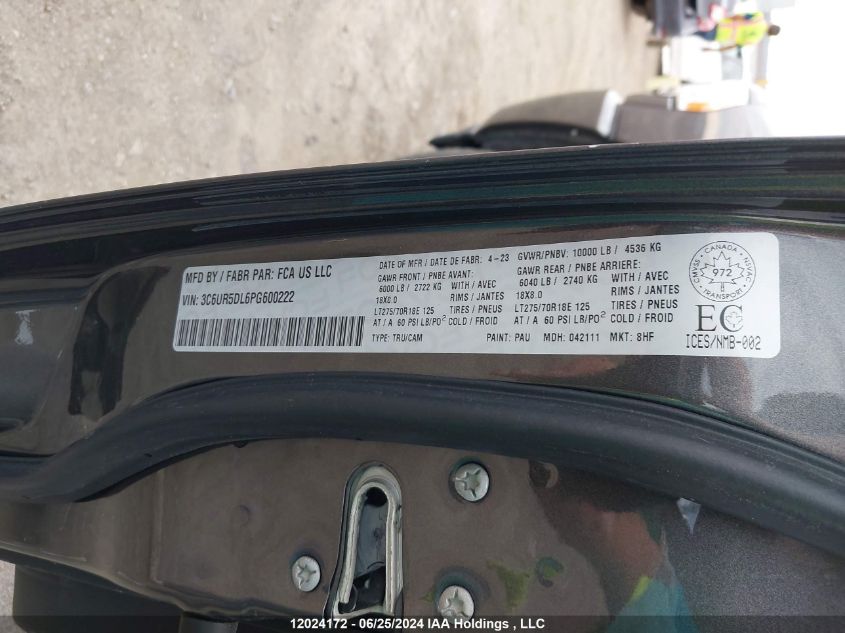 MFD BY / FABR PAR: FCA US LLC
VIN: 3C6UR5DL6PG600222
DATE OF MFR / DATE DE FABR: 4-23 GVWR/PNBV: 10000 LB / 4536 KG
GAWR FRONT / PNBE AVANT:
6000 LB / 2722 KG WITH / AVEC
18X8.0 RIMS / JANTES
LT275/70R18E 125
AT / A 60 PSI LB/PO² COLD / FROID
GAWR REAR / PNBE ARRIERE:
6040 LB / 2740 KG WITH / AVEC
18X8.0 RIMS / JANTES
LT275/70R18E 125
AT / A 60 PSI LB/PO² COLD / FROID
TYPE: TRU/CAM PAINT: PAU MDH: 042111 MKT: 8HF
CANADA
CMVSS
NSVAC
972
TRANSPORT
EC
ICES/NMB-002
12024172 - 06/25/2024 IAA Holdings , LLC